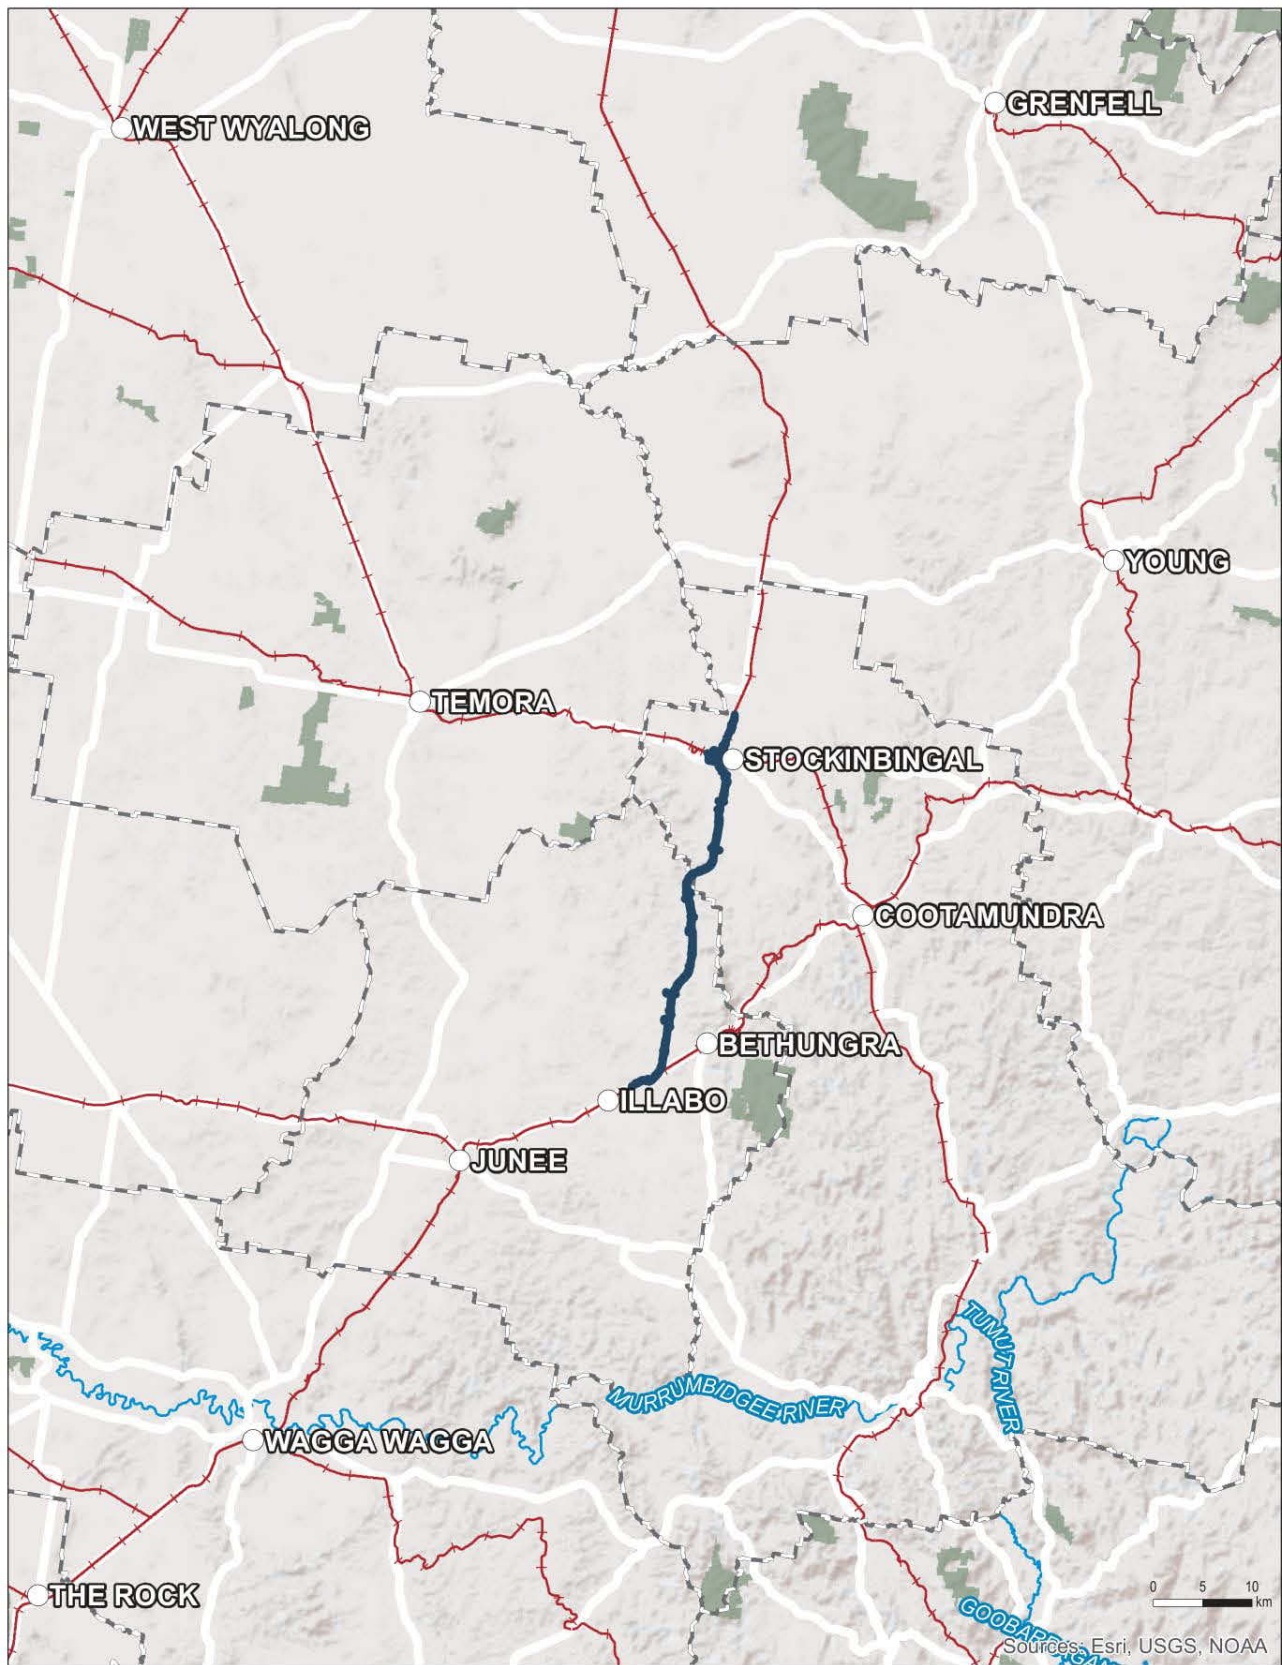 GRENFELL
WEST WYALONG
YOUNG
TEMORA
STOCKINBINGAL
COOTAMUNDRA
BETHUNGRA
ILLABO
JUNEE
TUMUT RIVER
MURRUMBIDGEE RIVER
WAGGA WAGGA
THE ROCK
0 5 10
km
Sources: Esri, USGS, NOAA